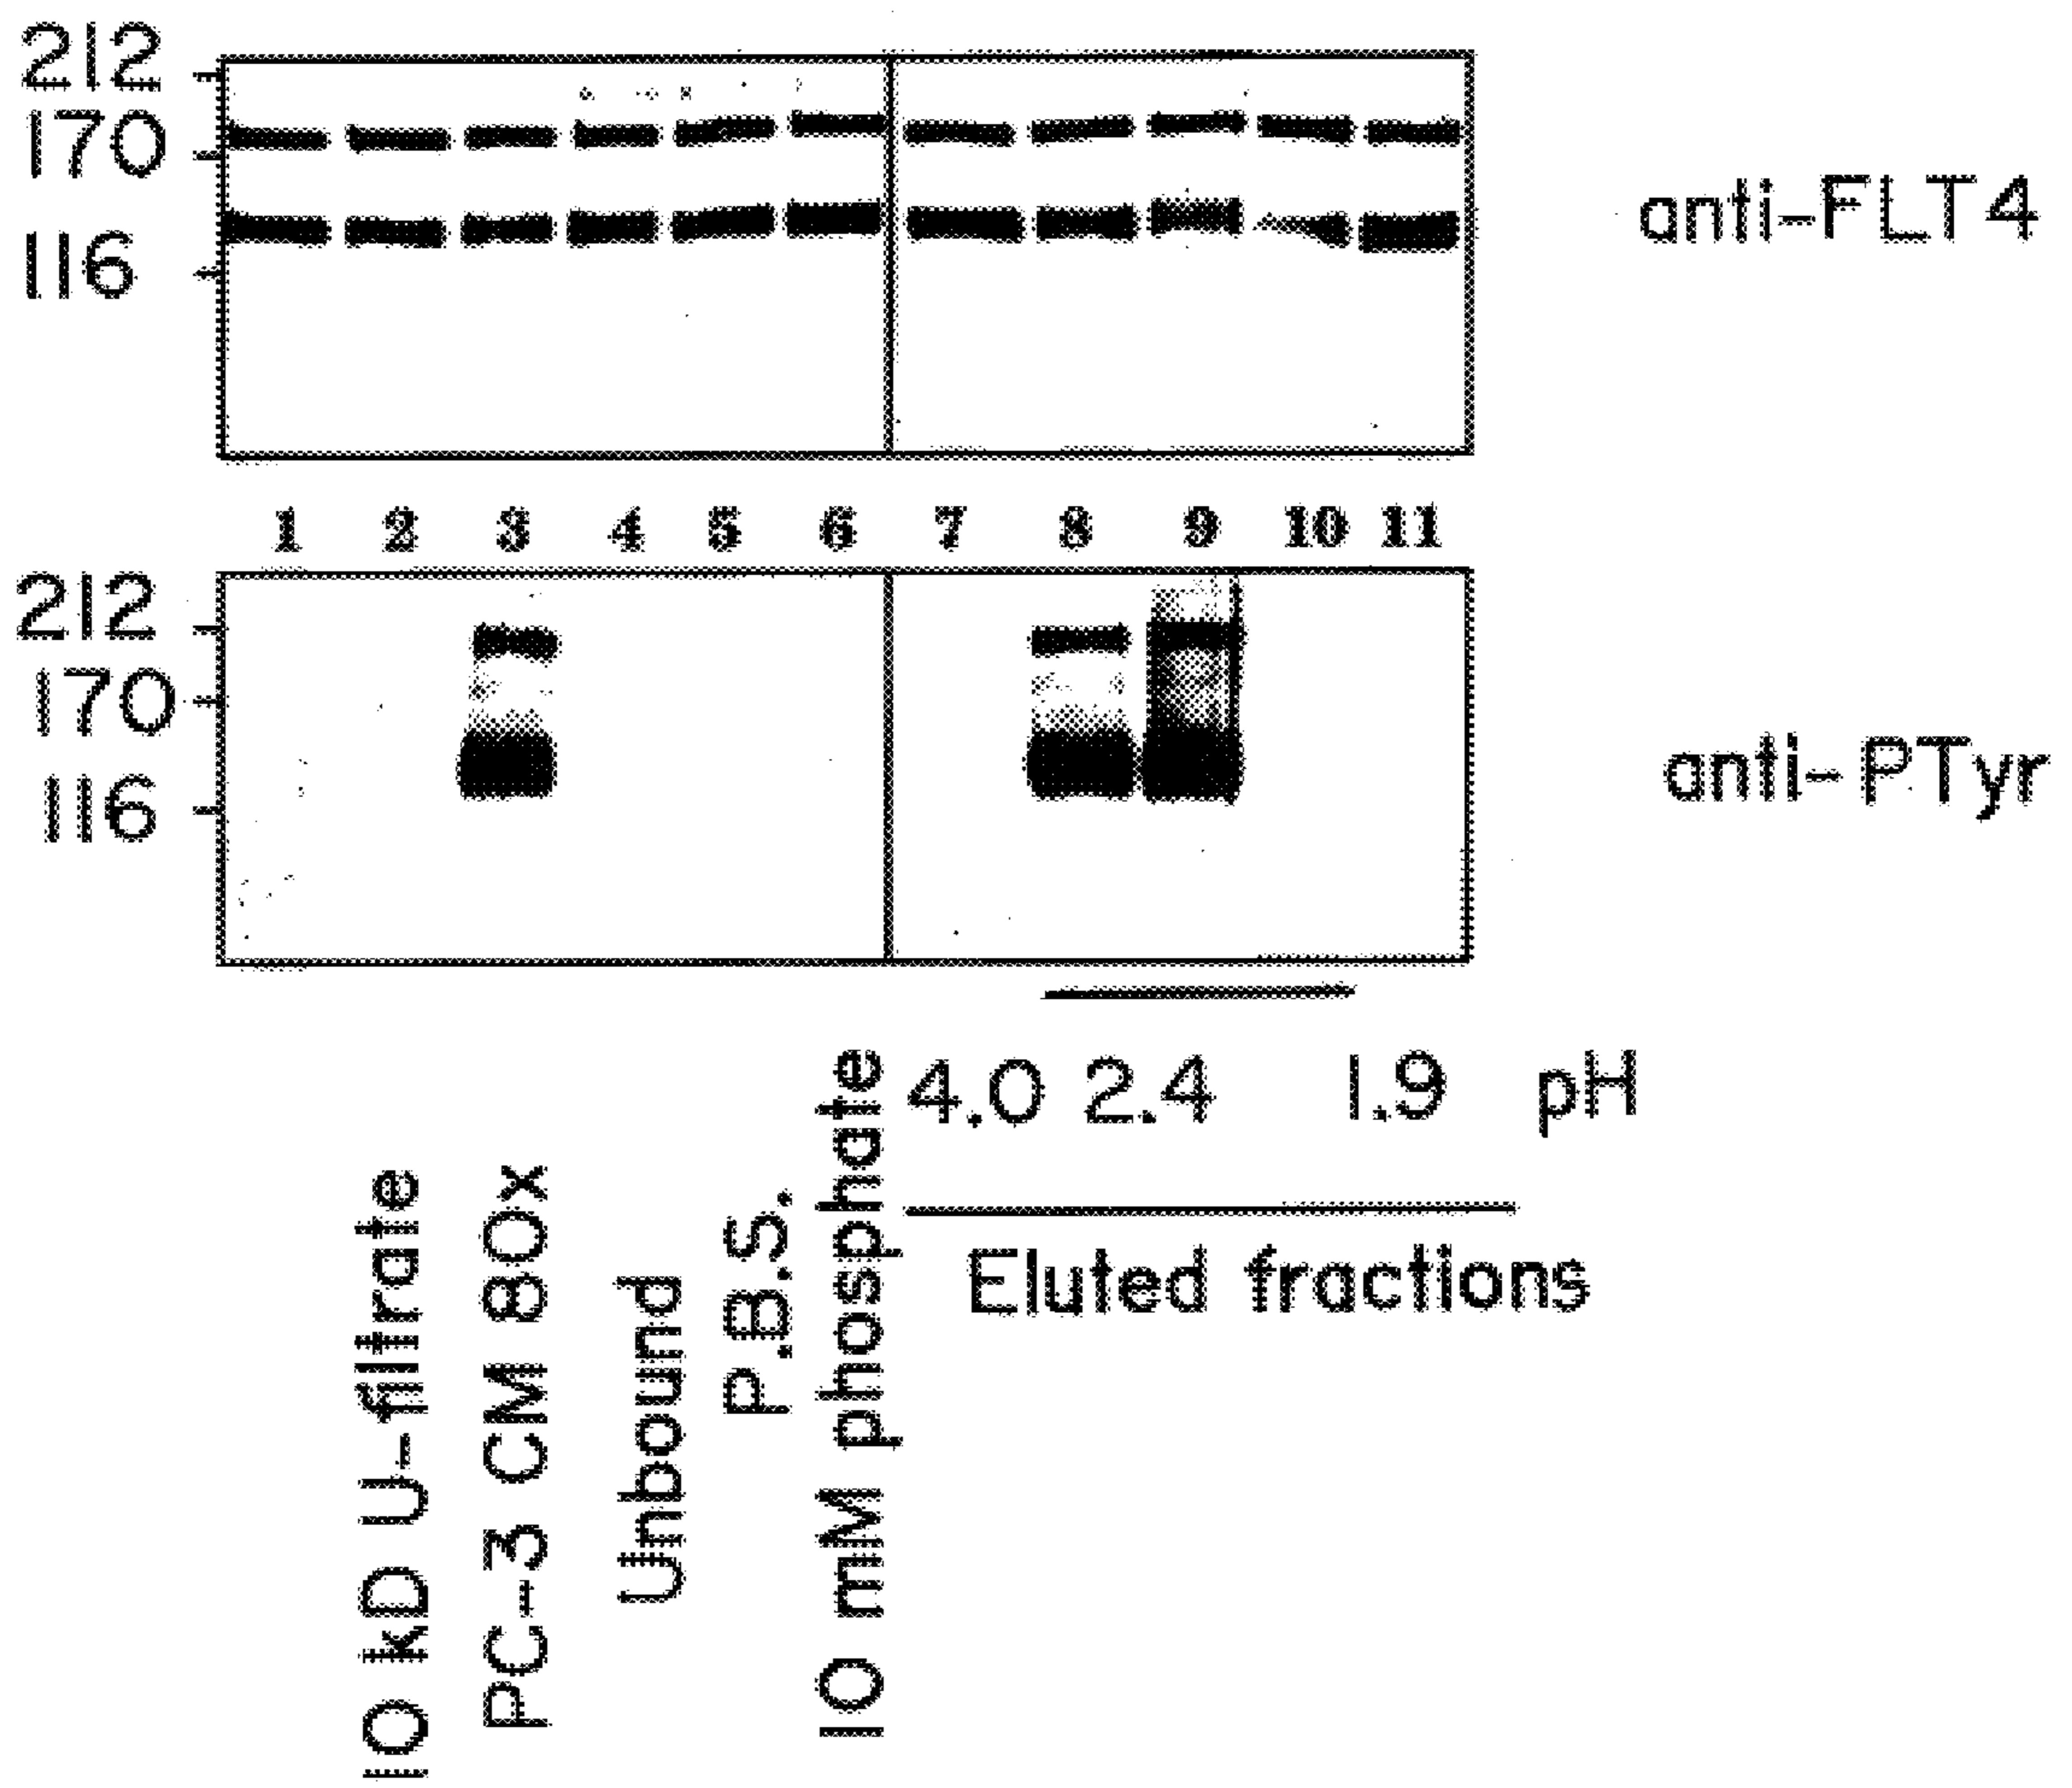 212
170
116
anti-FLT4
1 2 3 4 5 6 7 8 9 10 11
212
170
116
anti-PTyr
10 kD U-filtrate
PC-3 CM 80x
Unbound
P.B.S.
10 mM phosphate
4.0 2.4 1.9 pH
Eluted fractions